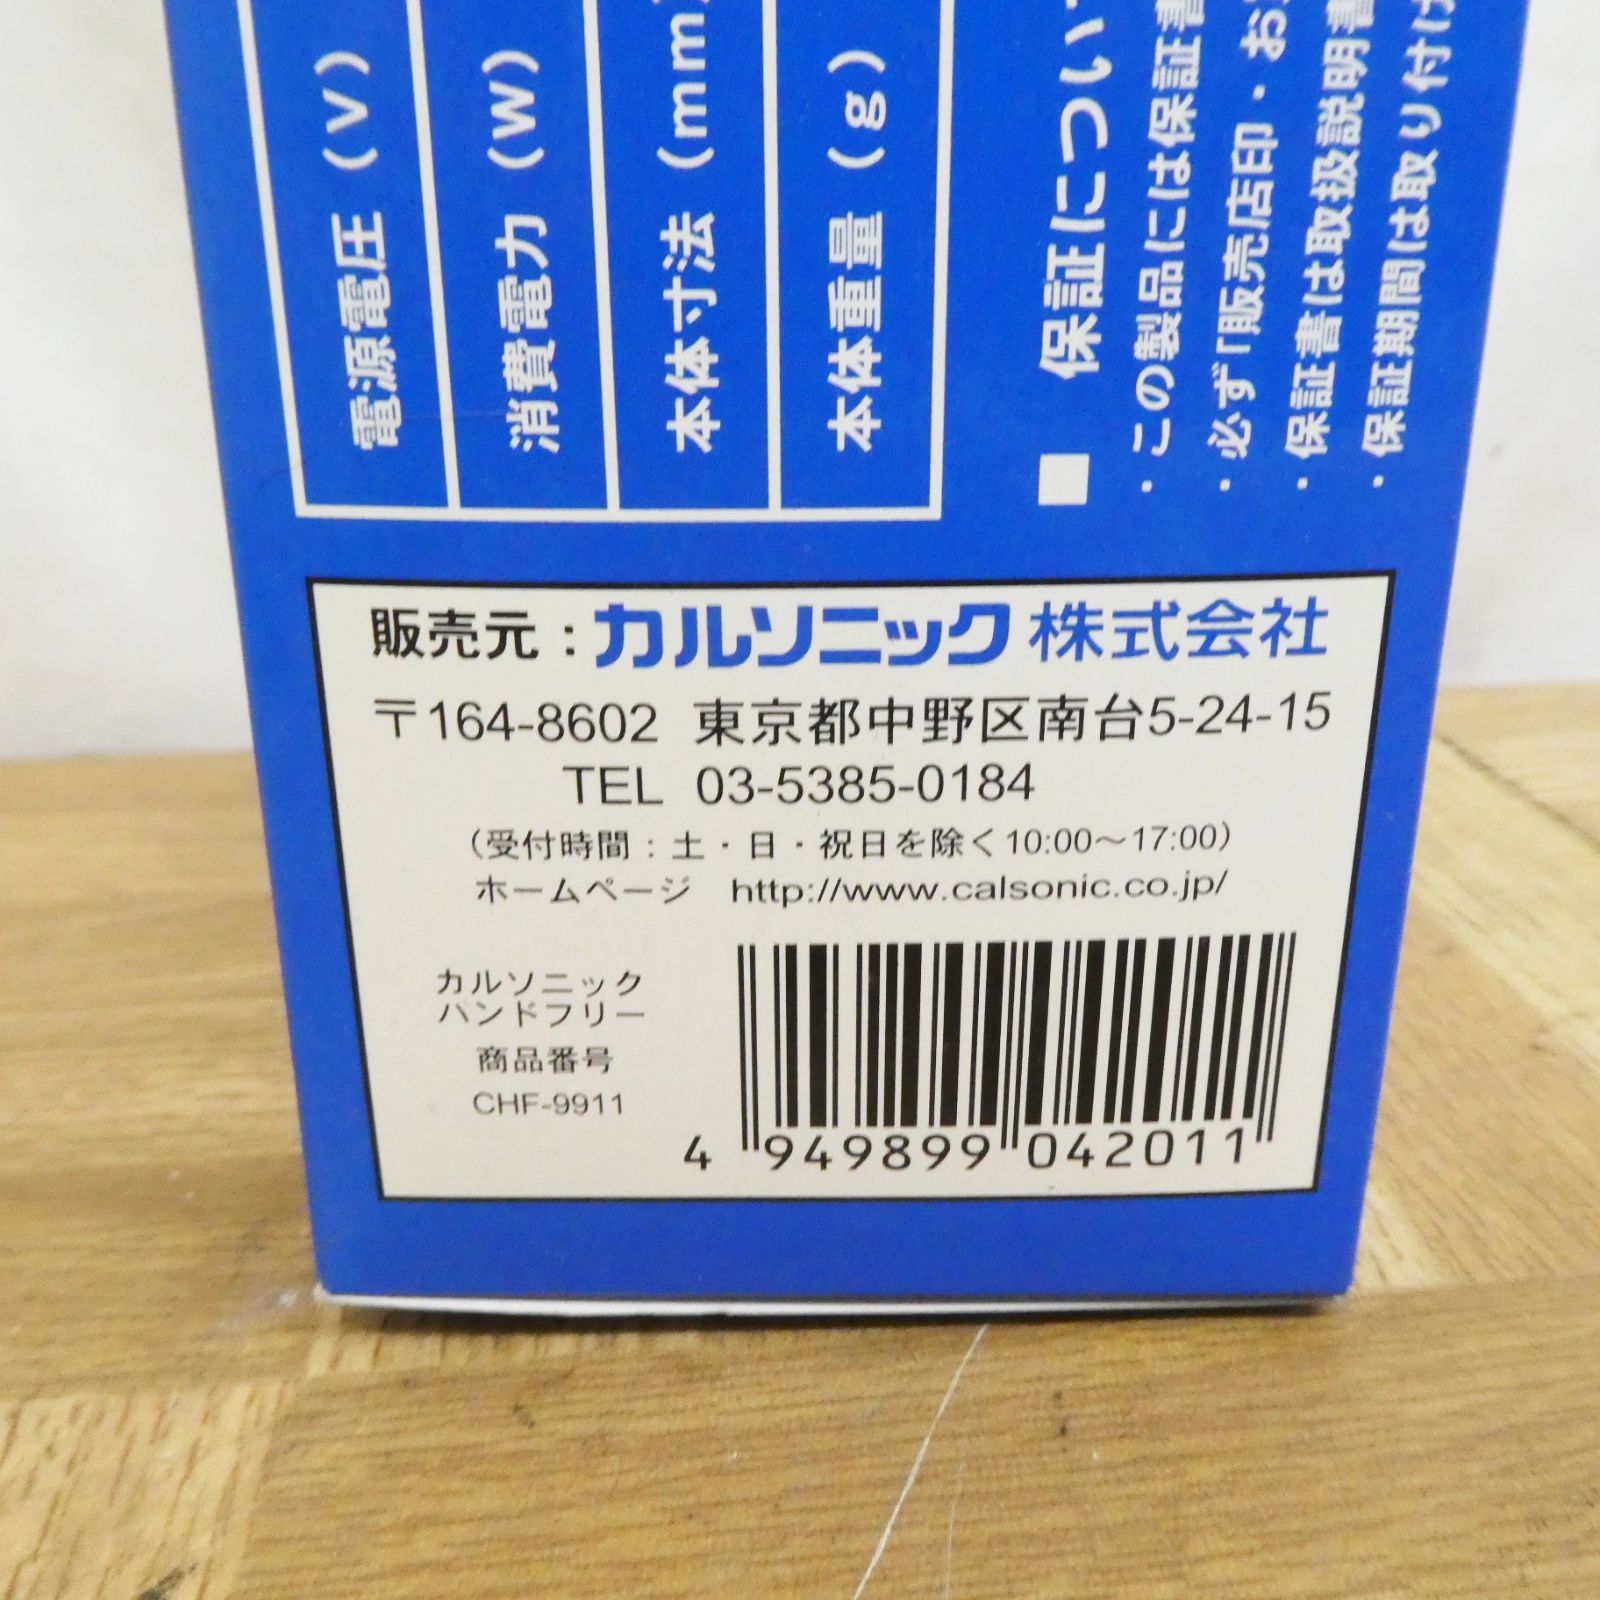 電源電圧 (V)
消費電力 (W)
本体寸法 (mm)
本体重量 (g)
■ 保証につい
・この製品には保証書
・必ず「販売店印・お
・保証書は取扱説明書
・保証期間は取り付け
販売元：カルソニック株式会社
〒164-8602 東京都中野区南台5-24-15
TEL 03-5385-0184
（受付時間：土・日・祝日を除く10:00～17:00）
ホームページ http://www.calsonic.co.jp/
カルソニック
ハンドフリー
商品番号
CHF-9911
4 949899 042011